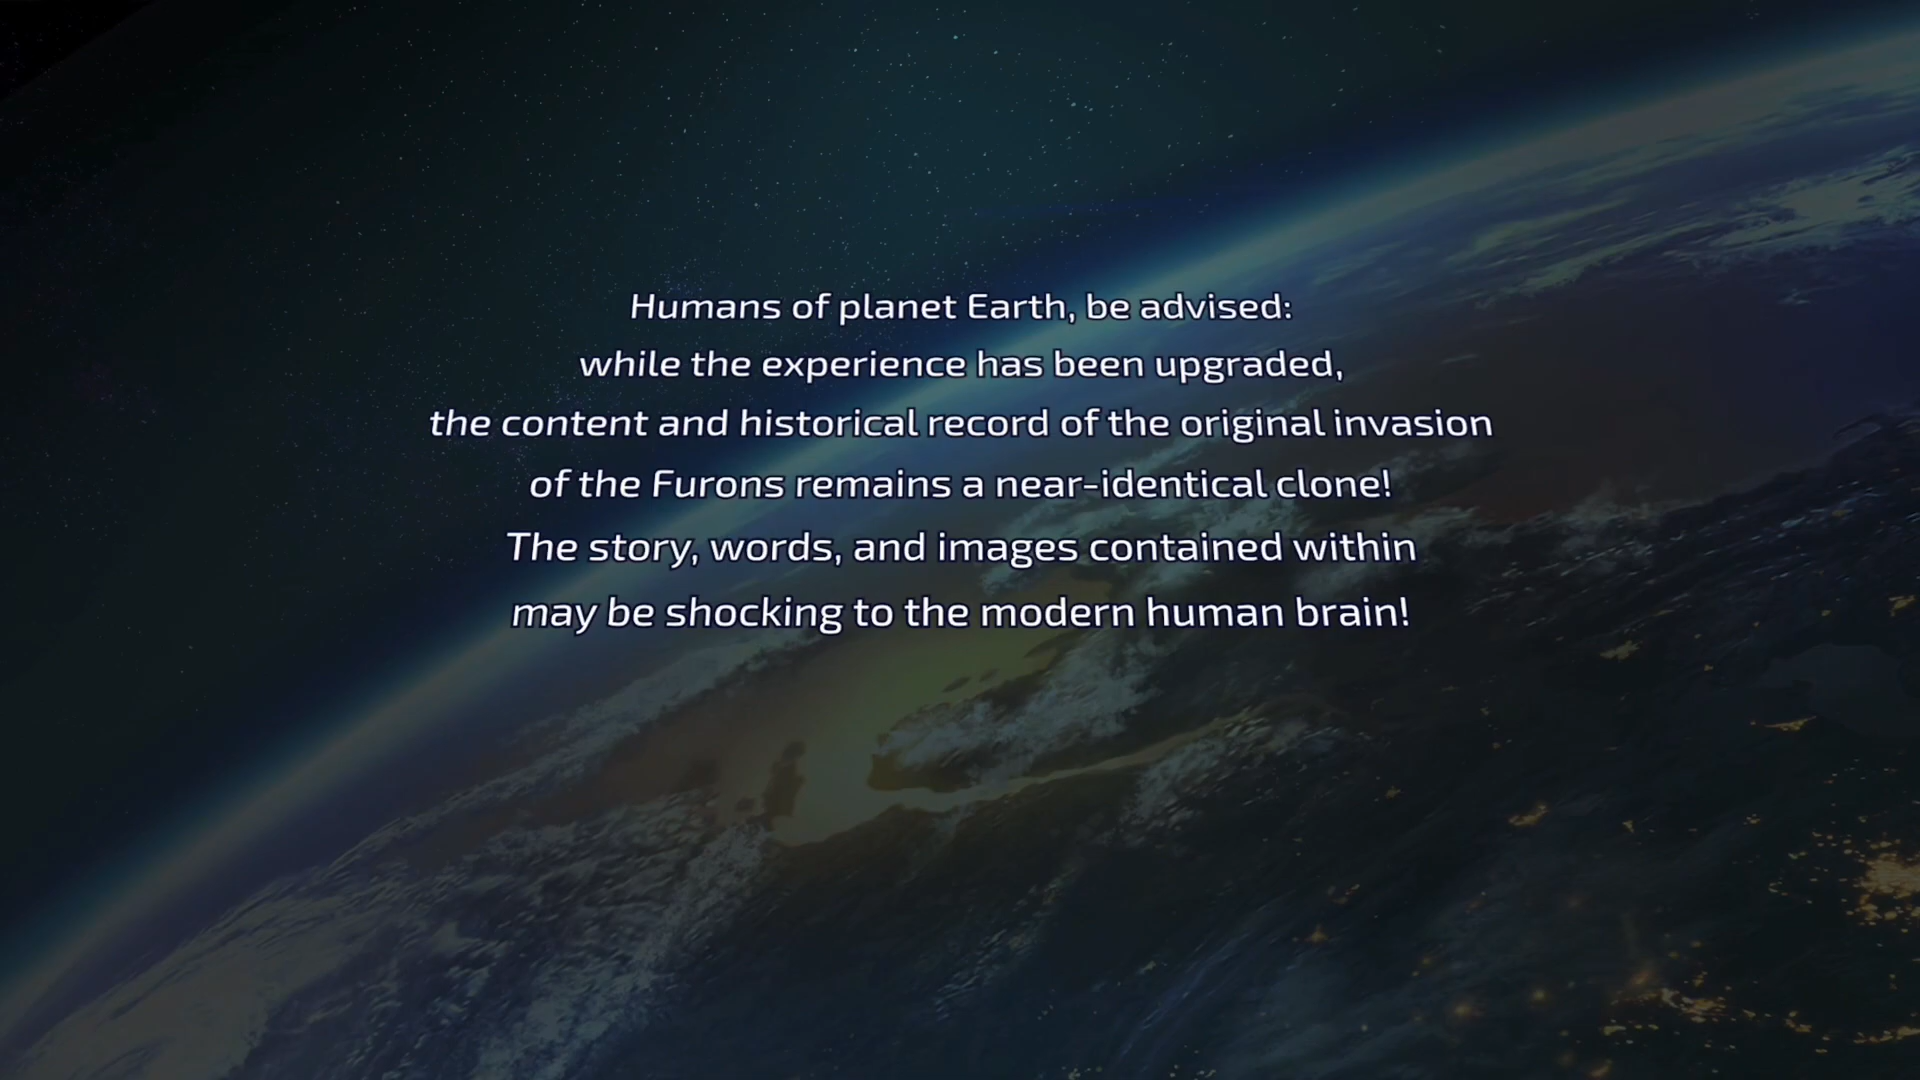 Humans of planet Earth, be advised:
while the experience has been upgraded,
the content and historical record of the original invasion
of the Furons remains a near-identical clone!
The story, words, and images contained within
may be shocking to the modern human brain!